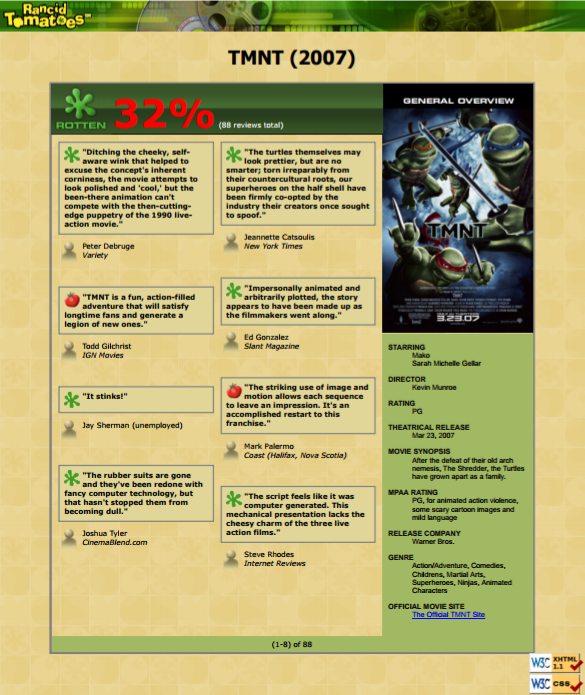 Rancid
Tomatoes™
TMNT (2007)
ROTTEN
32%
(88 reviews total)
"Ditching the cheeky, self-
aware wink that helped to
excuse the concept's inherent
corniness, the movie attempts to
look polished and 'cool,' but the
been-there animation can't
compete with the then-cutting-
edge puppetry of the 1990 live-
action movie."
Peter Debruge
Variety
"TMNT is a fun, action-filled
adventure that will satisfy
longtime fans and generate a
legion of new ones."
Todd Gilchrist
IGN Movies
"It stinks!"
Jay Sherman (unemployed)
"The rubber suits are gone
and they've been redone with
fancy computer technology, but
that hasn't stopped them from
becoming dull."
Joshua Tyler
CinemaBlend.com
"The turtles themselves may
look prettier, but are no
smarter; torn irreparably from
their countercultural roots, our
superheroes on the half shell have
been firmly co-opted by the
industry their creators once sought
to spoof."
Jeannette Catsoulis
New York Times
"Impersonally animated and
arbitrarily plotted, the story
appears to have been made up as
the filmmakers went along."
Ed Gonzalez
Slant Magazine
"The striking use of image and
motion allows each sequence
to leave an impression. It's an
accomplished restart to this
franchise."
Mark Palermo
Coast (Halifax, Nova Scotia)
"The script feels like it was
computer generated. This
mechanical presentation lacks the
cheesy charm of the three live
action films."
Steve Rhodes
Internet Reviews
GENERAL OVERVIEW
TMNT
3.23.07
STARRING
Mako
Sarah Michelle Gellar
DIRECTOR
Kevin Munroe
RATING
PG
THEATRICAL RELEASE
Mar 23, 2007
MOVIE SYNOPSIS
After the defeat of their old arch
nemesis, The Shredder, the Turtles
have grown apart as a family.
MPAA RATING
PG, for animated action violence,
some scary cartoon images and
mild language
RELEASE COMPANY
Warner Bros.
GENRE
Action/Adventure, Comedies,
Childrens, Martial Arts,
Superheroes, Ninjas, Animated
Characters
OFFICIAL MOVIE SITE
The Official TMNT Site
(1-8) of 88
W3C XHTML
1.1
W3C css